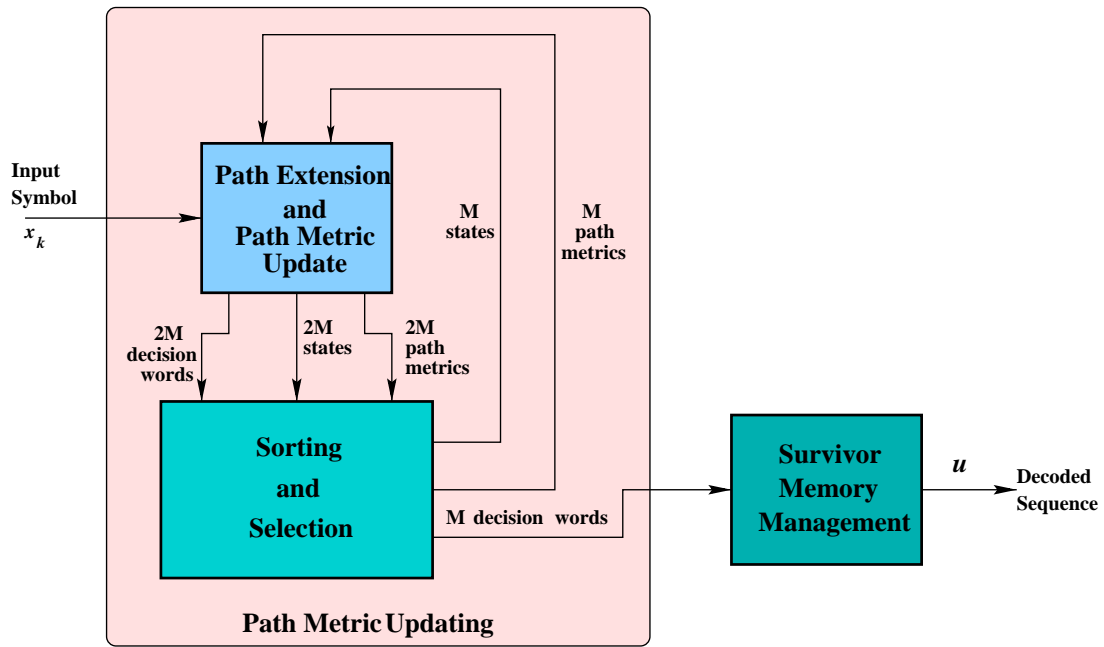 Input
Symbol
x_k
Path Extension
and
Path Metric
Update
M
states
M
path
metrics
2M
decision
words
2M
states
2M
path
metrics
Sorting
and
Selection
M decision words
Survivor
Memory
Management
u
Decoded
Sequence
Path Metric Updating